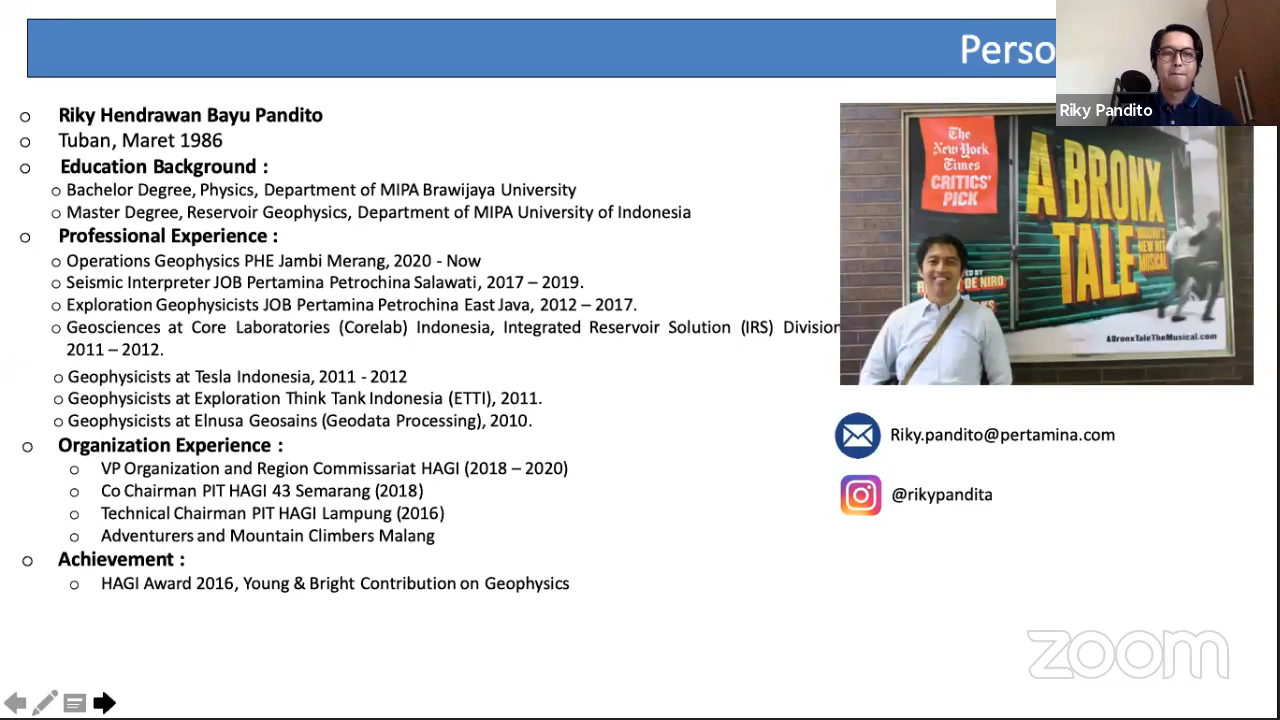 Perso
Riky Pandito
Riky Hendrawan Bayu Pandito
Tuban, Maret 1986
Education Background :
Bachelor Degree, Physics, Department of MIPA Brawijaya University
Master Degree, Reservoir Geophysics, Department of MIPA University of Indonesia
Professional Experience :
Operations Geophysics PHE Jambi Merang, 2020 - Now
Seismic Interpreter JOB Pertamina Petrochina Salawati, 2017 – 2019.
Exploration Geophysicists JOB Pertamina Petrochina East Java, 2012 – 2017.
Geosciences at Core Laboratories (Corelab) Indonesia, Integrated Reservoir Solution (IRS) Division
2011 – 2012.
Geophysicists at Tesla Indonesia, 2011 - 2012
Geophysicists at Exploration Think Tank Indonesia (ETTI), 2011.
Geophysicists at Elnusa Geosains (Geodata Processing), 2010.
Organization Experience :
VP Organization and Region Commissariat HAGI (2018 – 2020)
Co Chairman PIT HAGI 43 Semarang (2018)
Technical Chairman PIT HAGI Lampung (2016)
Adventurers and Mountain Climbers Malang
Achievement :
HAGI Award 2016, Young & Bright Contribution on Geophysics
The
New York
Times
CRITICS'
PICK
A BRONX
TALE
BROADWAY'S
NEW HIT
MUSICAL
DE NIRO
ABronxTaleTheMusical.com
Riky.pandito@pertamina.com
@rikypandita
zoom